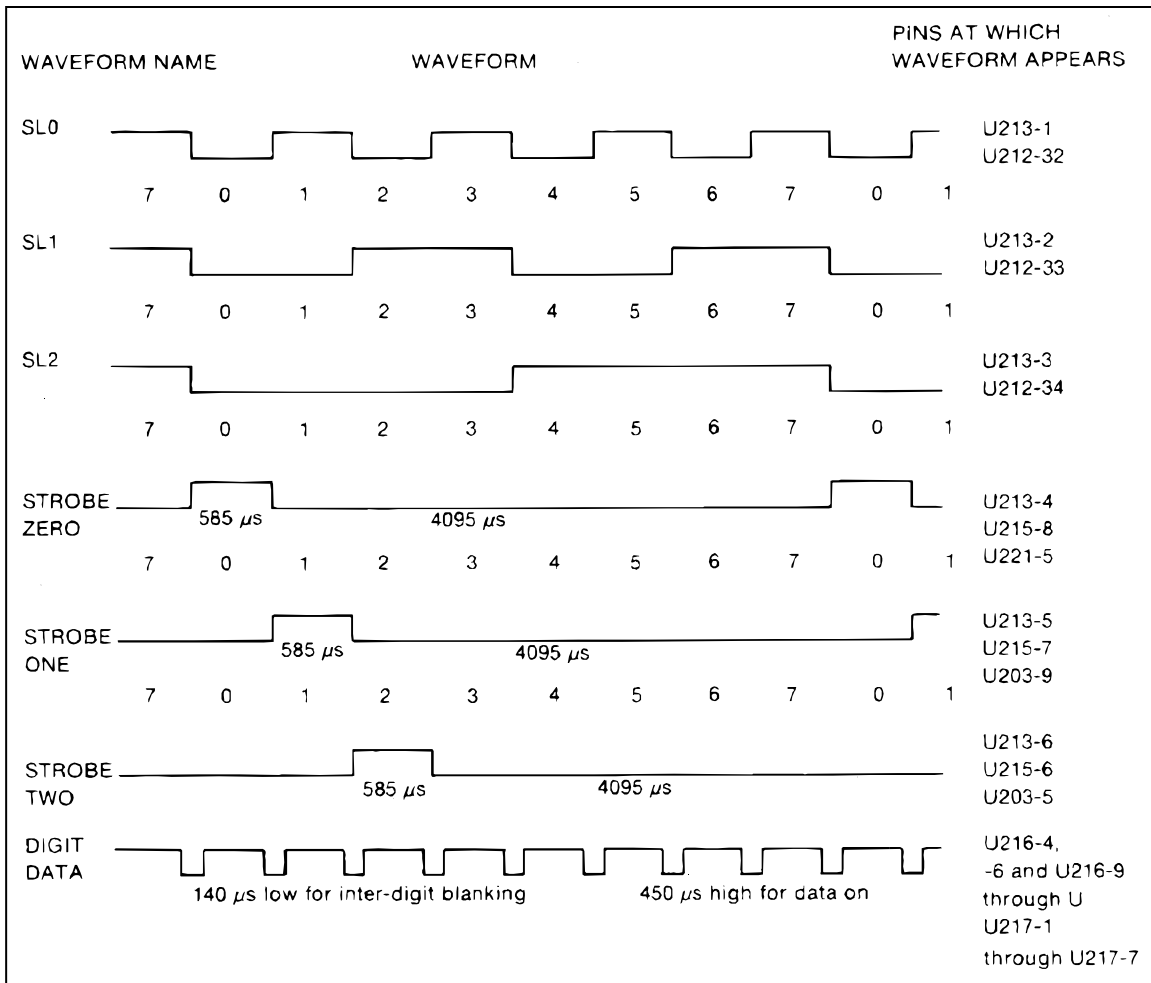 PINS AT WHICH
WAVEFORM NAME WAVEFORM WAVEFORM APPEARS
SL0 U213-1
U212-32
7 0 1 2 3 4 5 6 7 0 1
SL1 U213-2
U212-33
7 0 1 2 3 4 5 6 7 0 1
SL2 U213-3
U212-34
7 0 1 2 3 4 5 6 7 0 1
STROBE U213-4
585 µs 4095 µs
ZERO U215-8
U221-5
7 0 1 2 3 4 5 6 7 0 1
U213-5
STROBE U215-7
585 µs 4095 µs
ONE U203-9
7 0 1 2 3 4 5 6 7 0 1
U213-6
STROBE U215-6
585 µs 4095 µs
TWO U203-5
DIGIT U216-4,
DATA -6 and U216-9
140 µs low for inter-digit blanking 450 µs high for data on
through U
U217-1
through U217-7